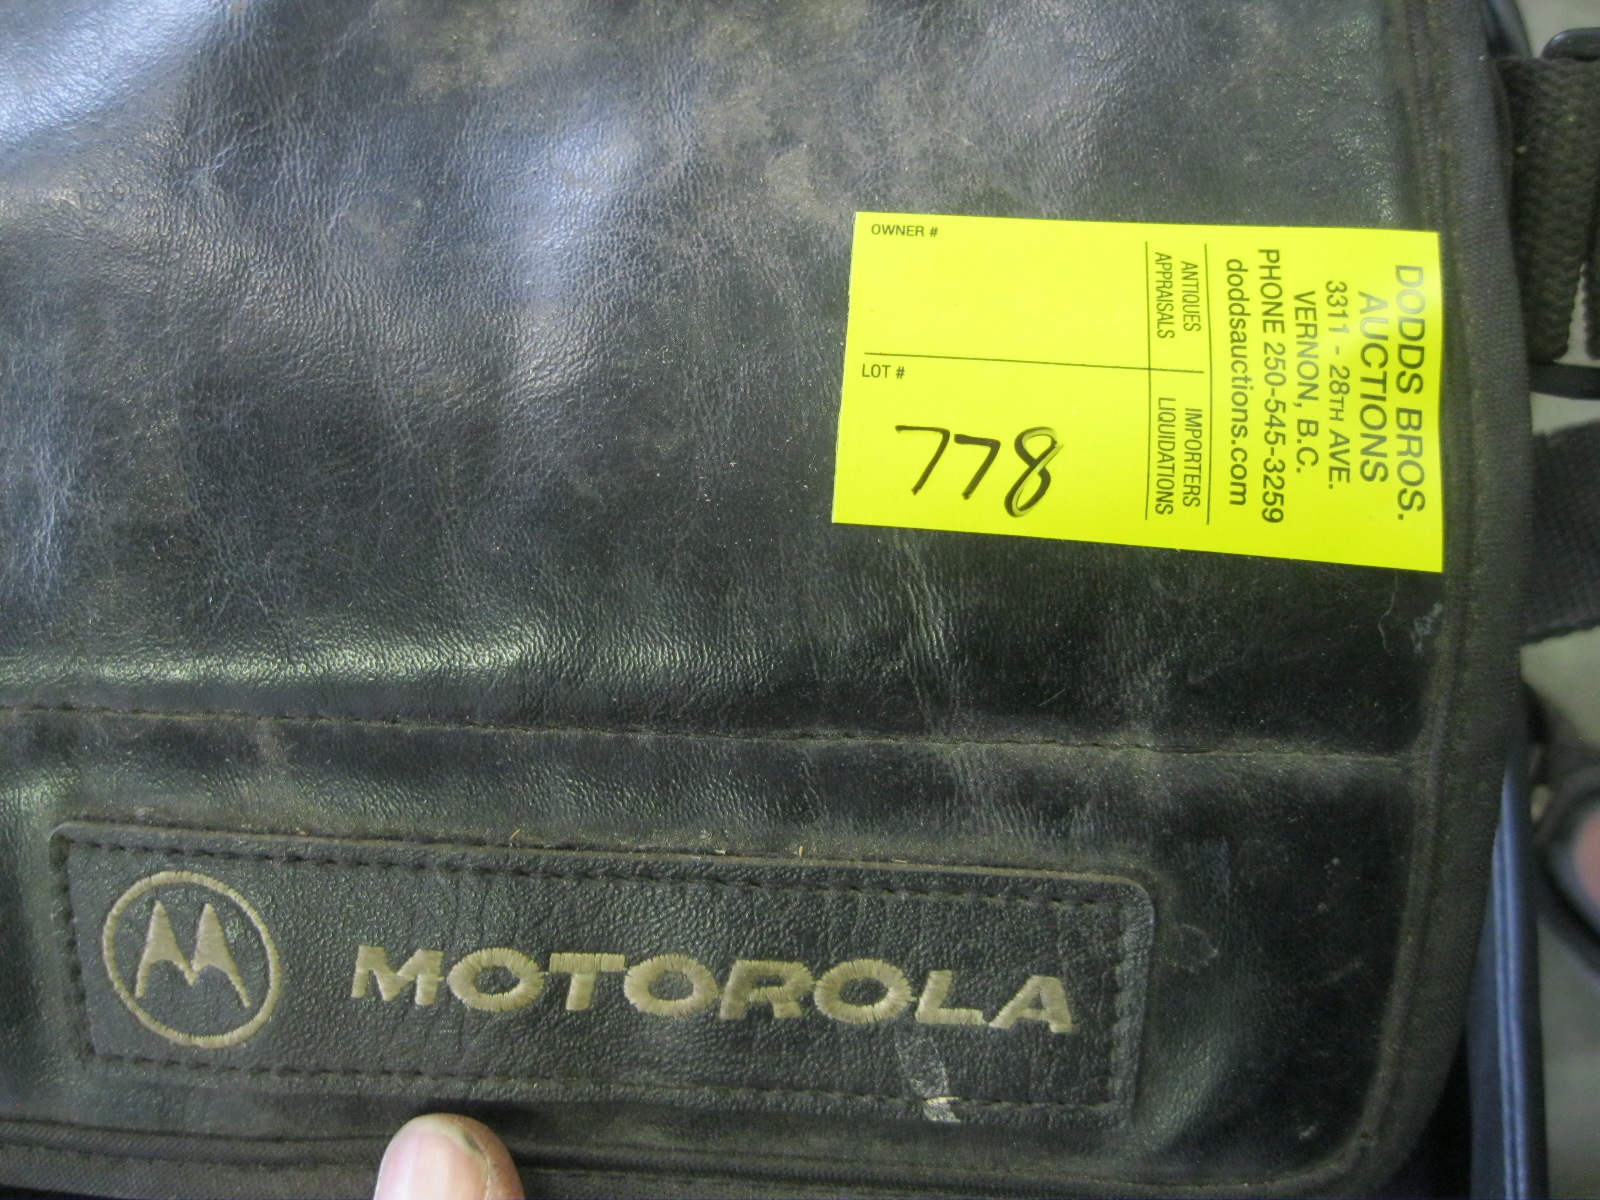 DODDS BROS.
AUCTIONS
3311 - 28TH AVE.
VERNON, B.C.
PHONE 250-545-3259
doddsauctions.com
ANTIQUES
APPRAISALS
IMPORTERS
LIQUIDATIONS
OWNER #
LOT #
778
MOTOROLA